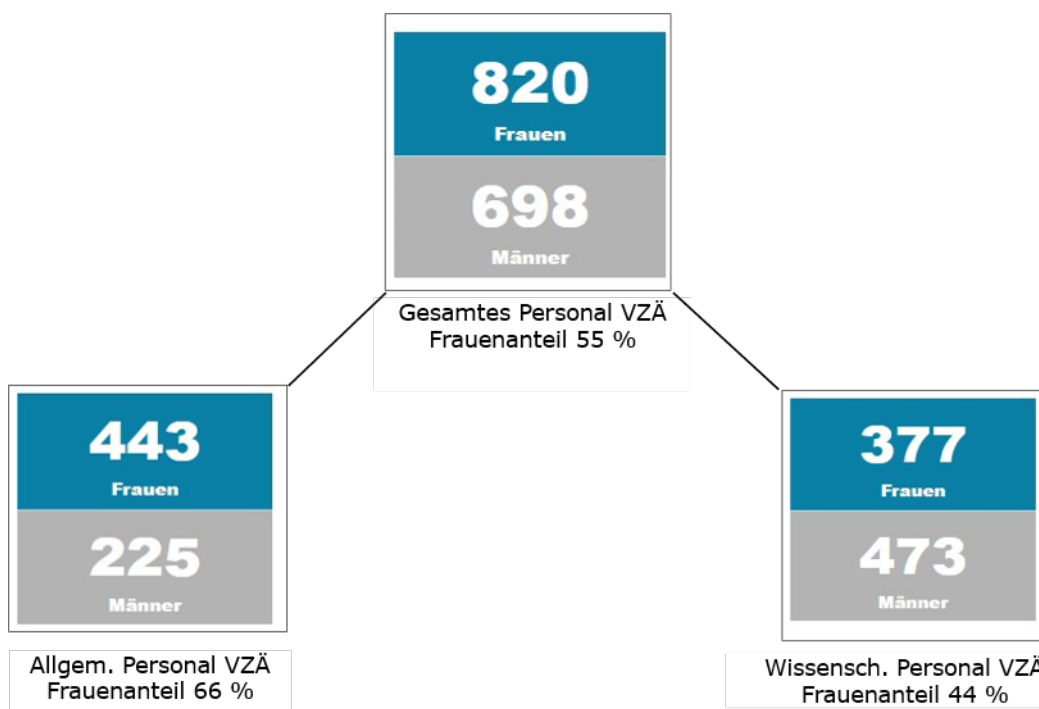 820
Frauen
698
Männer
Gesamtes Personal VZÄ
Frauenanteil 55 %
443
Frauen
225
Männer
Allgem. Personal VZÄ
Frauenanteil 66 %
377
Frauen
473
Männer
Wissensch. Personal VZÄ
Frauenanteil 44 %